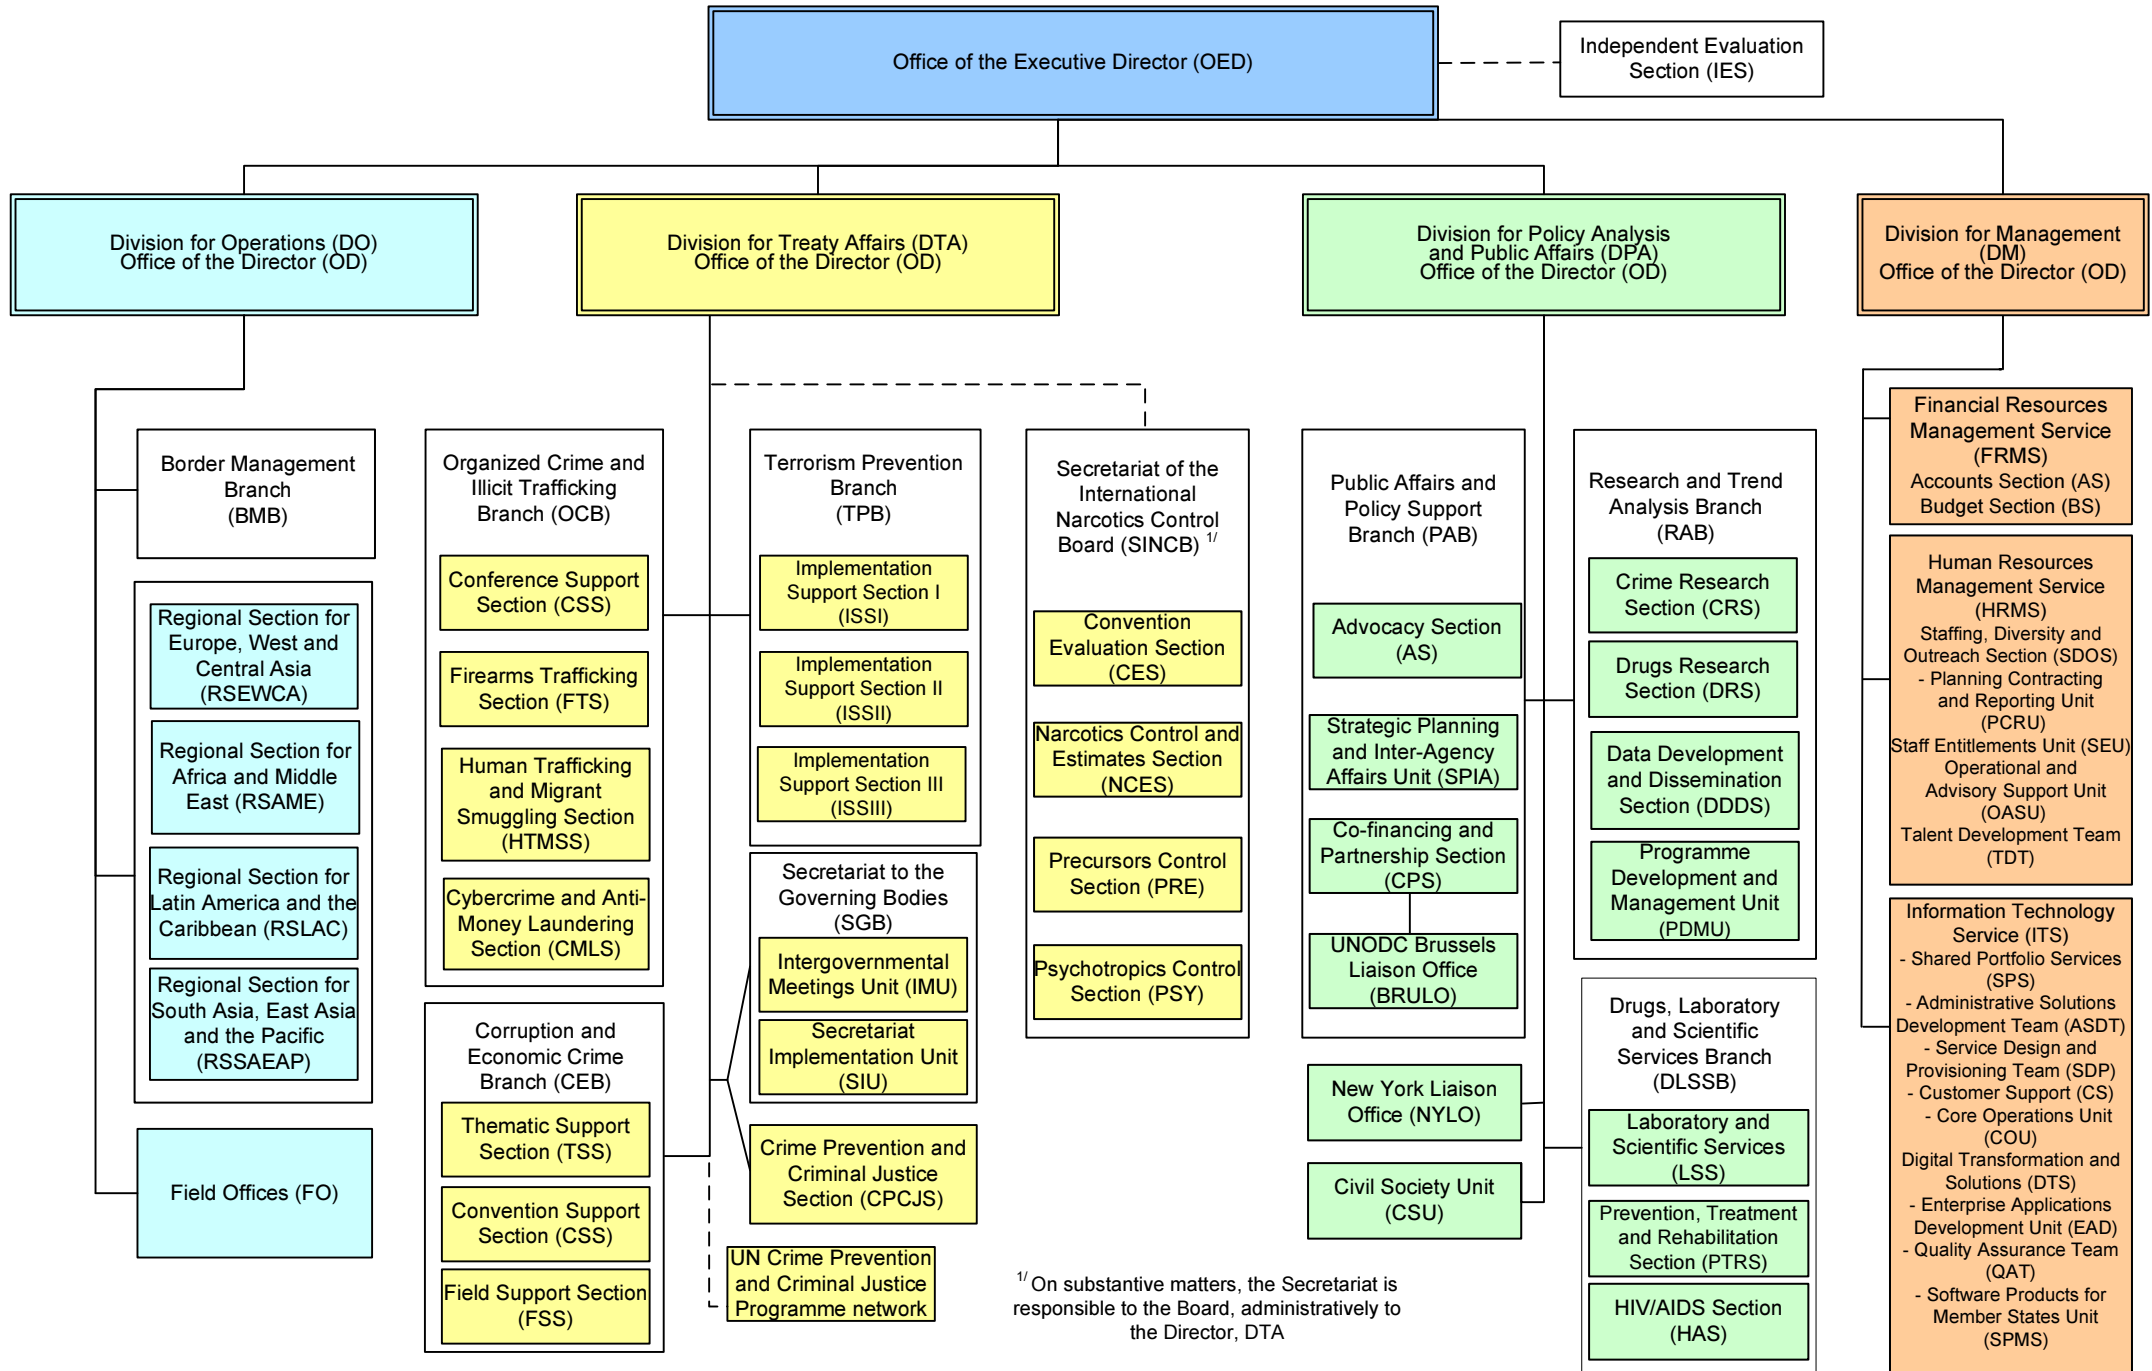 Office of the Executive Director (OED)
Independent Evaluation
Section (IES)
Division for Operations (DO)
Office of the Director (OD)
Division for Treaty Affairs (DTA)
Office of the Director (OD)
Division for Policy Analysis
and Public Affairs (DPA)
Office of the Director (OD)
Division for Management
(DM)
Office of the Director (OD)
Border Management
Branch
(BMB)
Regional Section for
Europe, West and
Central Asia
(RSEWCA)
Regional Section for
Africa and Middle
East (RSAME)
Regional Section for
Latin America and the
Caribbean (RSLAC)
Regional Section for
South Asia, East Asia
and the Pacific
(RSSAEAP)
Field Offices (FO)
Organized Crime and
Illicit Trafficking
Branch (OCB)
Conference Support
Section (CSS)
Firearms Trafficking
Section (FTS)
Human Trafficking
and Migrant
Smuggling Section
(HTMSS)
Cybercrime and Anti-
Money Laundering
Section (CMLS)
Corruption and
Economic Crime
Branch (CEB)
Thematic Support
Section (TSS)
Convention Support
Section (CSS)
Field Support Section
(FSS)
Terrorism Prevention
Branch
(TPB)
Implementation
Support Section I
(ISSI)
Implementation
Support Section II
(ISSII)
Implementation
Support Section III
(ISSIII)
Secretariat to the
Governing Bodies
(SGB)
Intergovernmental
Meetings Unit (IMU)
Secretariat
Implementation Unit
(SIU)
Crime Prevention and
Criminal Justice
Section (CPCJS)
UN Crime Prevention
and Criminal Justice
Programme network
Secretariat of the
International
Narcotics Control
Board (SINCB) 1/
Convention
Evaluation Section
(CES)
Narcotics Control and
Estimates Section
(NCES)
Precursors Control
Section (PRE)
Psychotropics Control
Section (PSY)
1/ On substantive matters, the Secretariat is
responsible to the Board, administratively to
the Director, DTA
Public Affairs and
Policy Support
Branch (PAB)
Advocacy Section
(AS)
Strategic Planning
and Inter-Agency
Affairs Unit (SPIA)
Co-financing and
Partnership Section
(CPS)
UNODC Brussels
Liaison Office
(BRULO)
New York Liaison
Office (NYLO)
Civil Society Unit
(CSU)
Research and Trend
Analysis Branch
(RAB)
Crime Research
Section (CRS)
Drugs Research
Section (DRS)
Data Development
and Dissemination
Section (DDDS)
Programme
Development and
Management Unit
(PDMU)
Drugs, Laboratory
and Scientific
Services Branch
(DLSSB)
Laboratory and
Scientific Services
(LSS)
Prevention, Treatment
and Rehabilitation
Section (PTRS)
HIV/AIDS Section
(HAS)
Financial Resources
Management Service
(FRMS)
Accounts Section (AS)
Budget Section (BS)
Human Resources
Management Service
(HRMS)
Staffing, Diversity and
Outreach Section (SDOS)
- Planning Contracting
and Reporting Unit
(PCRU)
Staff Entitlements Unit (SEU)
Operational and
Advisory Support Unit
(OASU)
Talent Development Team
(TDT)
Information Technology
Service (ITS)
- Shared Portfolio Services
(SPS)
- Administrative Solutions
Development Team (ASDT)
- Service Design and
Provisioning Team (SDP)
- Customer Support (CS)
- Core Operations Unit
(COU)
Digital Transformation and
Solutions (DTS)
- Enterprise Applications
Development Unit (EAD)
- Quality Assurance Team
(QAT)
- Software Products for
Member States Unit
(SPMS)